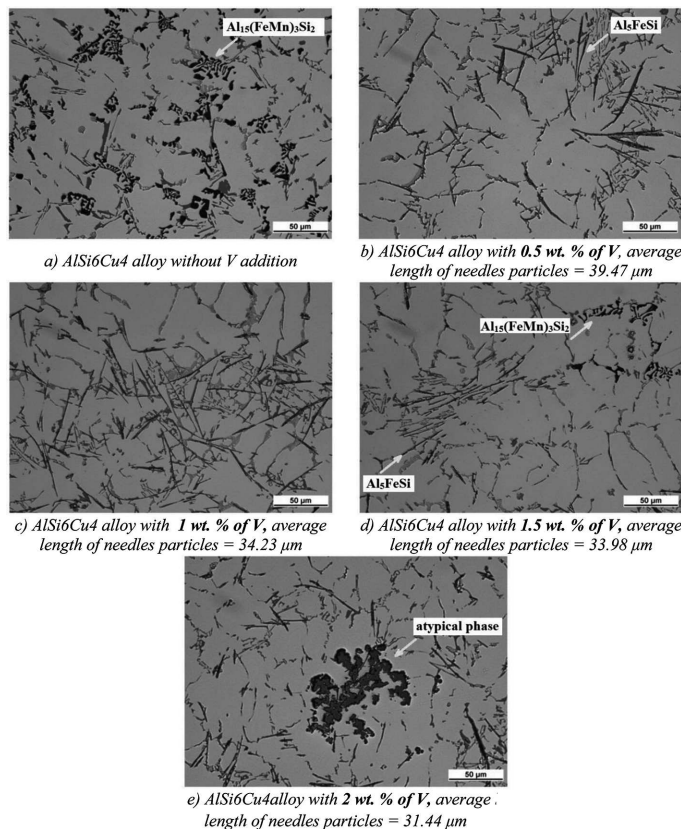 Al₁₅(FeMn)₃Si₂
50 µm
Al₅FeSi
50 µm
a) AlSi6Cu4 alloy without V addition
b) AlSi6Cu4 alloy with 0.5 wt. % of V, average
length of needles particles = 39.47 µm
50 µm
Al₁₅(FeMn)₃Si₂
Al₅FeSi
50 µm
c) AlSi6Cu4 alloy with 1 wt. % of V, average
length of needles particles = 34.23 µm
d) AlSi6Cu4 alloy with 1.5 wt. % of V, average
length of needles particles = 33.98 µm
atypical phase
50 µm
e) AlSi6Cu4alloy with 2 wt. % of V, average
length of needles particles = 31.44 µm